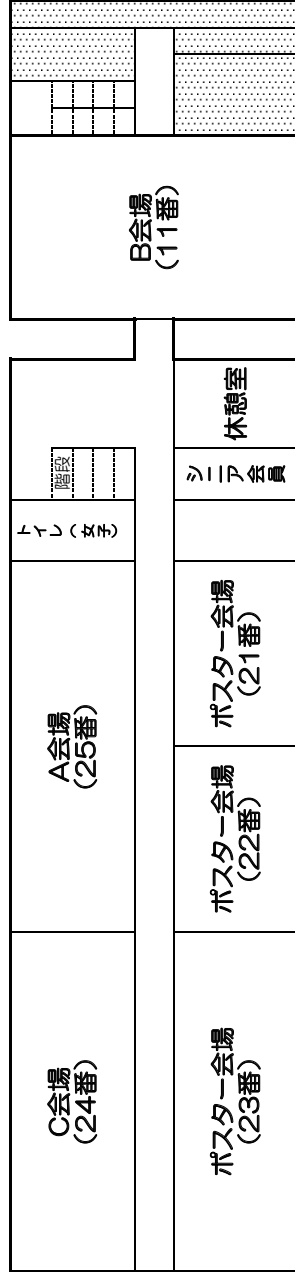 B会場
（11番）
休憩室
シニア会員
階段
トイレ（女子）
A会場
（25番）
ポスター会場
（21番）
ポスター会場
（22番）
C会場
（24番）
ポスター会場
（23番）